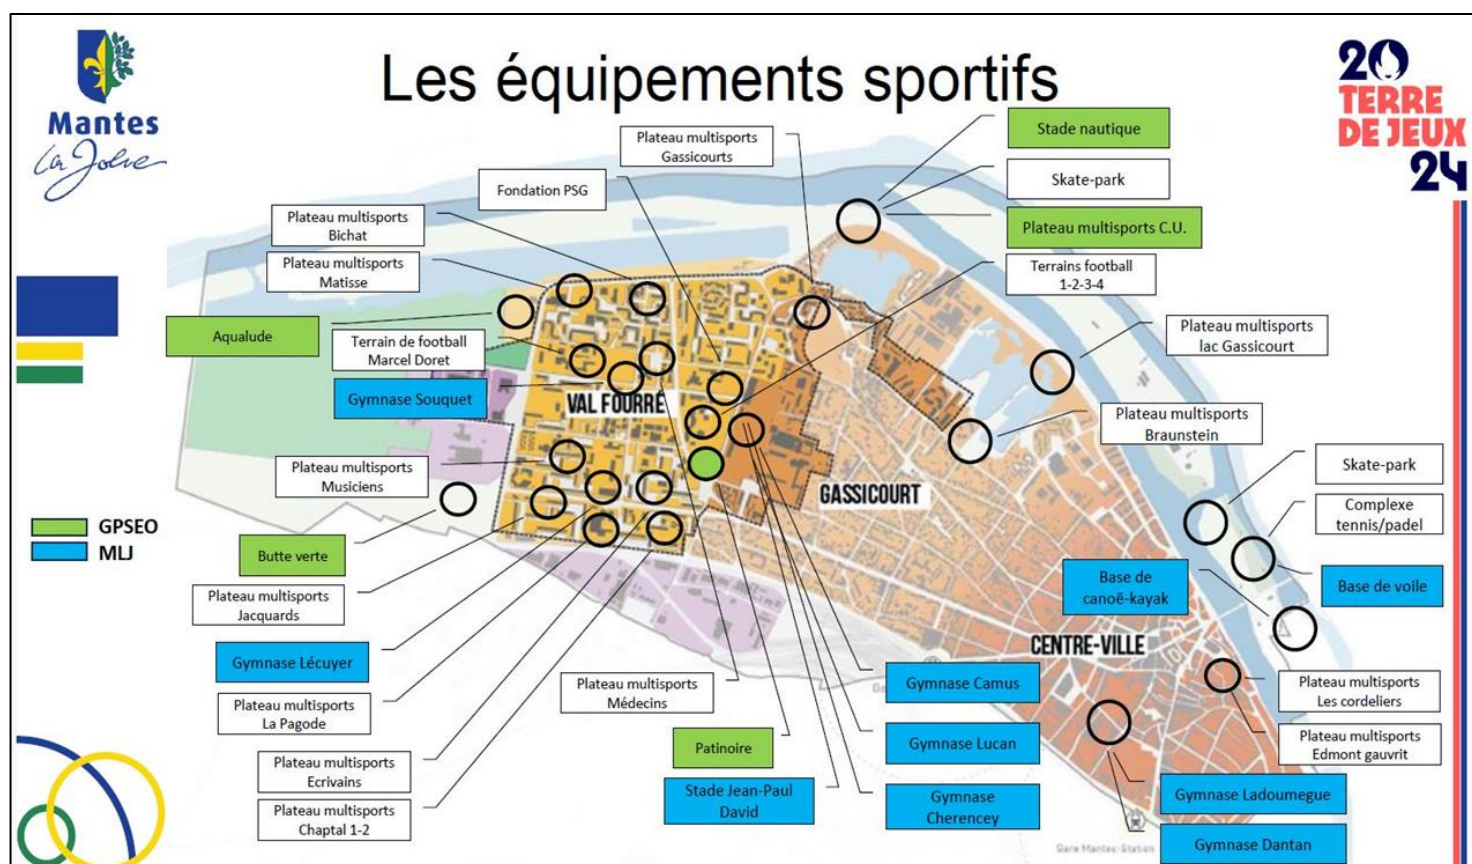 Mantes
La Jolie
Les équipements sportifs
20
TERRE
DE JEUX
24
Plateau multisports
Gassicourts
Stade nautique
Fondation PSG
Skate-park
Plateau multisports
Bichat
Plateau multisports C.U.
Plateau multisports
Matisse
Terrains football
1-2-3-4
Aqualude
Terrain de football
Marcel Doret
Plateau multisports
lac Gassicourt
Gymnase Souquet
VAL FOURRÉ
Plateau multisports
Braunstein
Plateau multisports
Musiciens
GASSICOURT
Skate-park
Complexe
tennis/padel
GPSEO
MLJ
Butte verte
Base de
canoë-kayak
Base de voile
Plateau multisports
Jacquards
CENTRE-VILLE
Gymnase Lécuyer
Plateau multisports
Médecins
Gymnase Camus
Plateau multisports
Les cordeliers
Plateau multisports
La Pagode
Patinoire
Gymnase Lucan
Plateau multisports
Edmont gauvrit
Plateau multisports
Ecrivains
Stade Jean-Paul
David
Gymnase
Cherencey
Gymnase Ladoumegue
Plateau multisports
Chaptal 1-2
Gymnase Dantan
Gare Mantes-Station